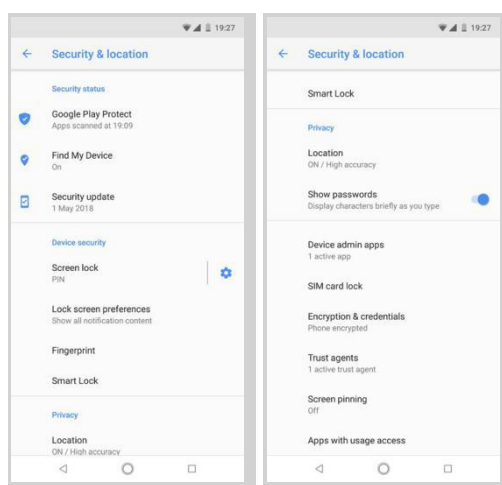 19:27
Security & location
Security status
Google Play Protect
Apps scanned at 19:09
Find My Device
On
Security update
1 May 2018
Device security
Screen lock
PIN
Lock screen preferences
Show all notification content
Fingerprint
Smart Lock
Privacy
Location
ON / High accuracy
19:27
Security & location
Smart Lock
Privacy
Location
ON / High accuracy
Show passwords
Display characters briefly as you type
Device admin apps
1 active app
SIM card lock
Encryption & credentials
Phone encrypted
Trust agents
1 active trust agent
Screen pinning
Off
Apps with usage access